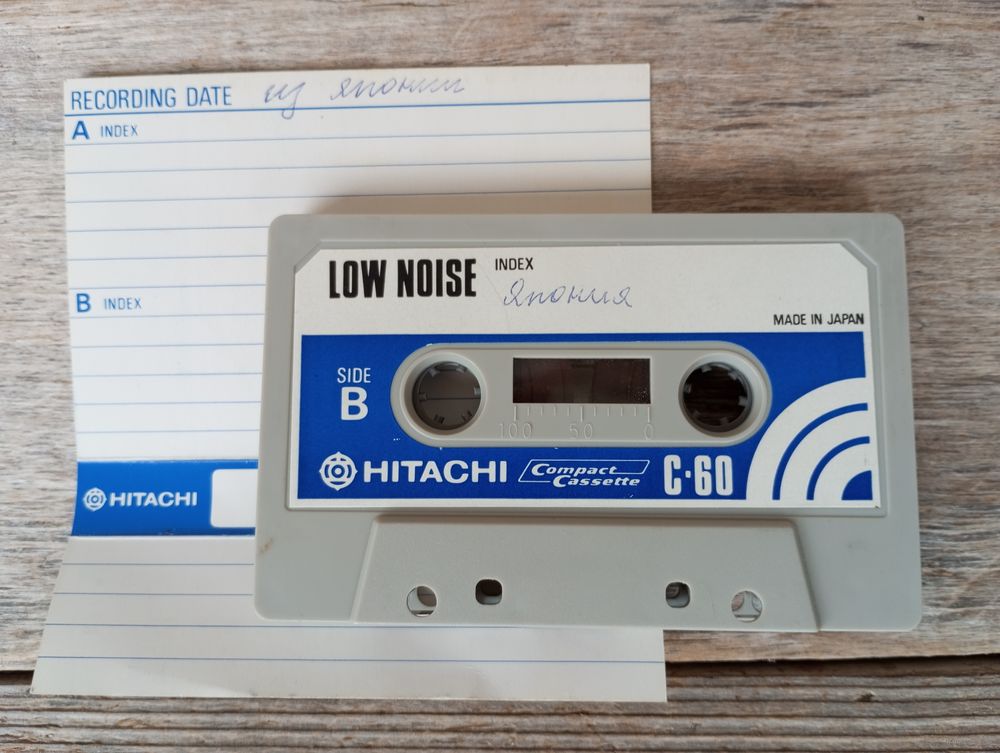 RECORDING DATE из Японии
A INDEX
B INDEX
HITACHI
LOW NOISE INDEX
Япония
MADE IN JAPAN
SIDE
B
100 50 0
HITACHI Compact Cassette C·60